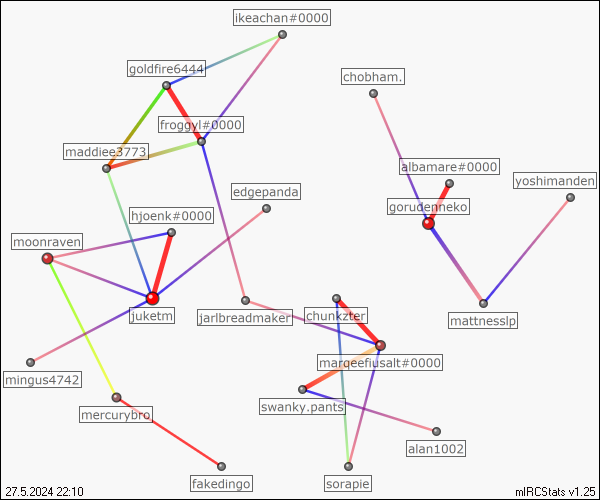 ikeachan#0000
goldfire6444
chobham.
froggyl#0000
maddiee3773
albamare#0000
yoshimanden
edgepanda
gorudenneko
hjoenk#0000
moonraven
juketm
jarlbreadmaker
chunkzter
mattnesslp
margeefiusalt#0000
mingus4742
swanky.pants
mercurybro
alan1002
fakedingo
sorapie
27.5.2024 22:10
mIRCStats v1.25